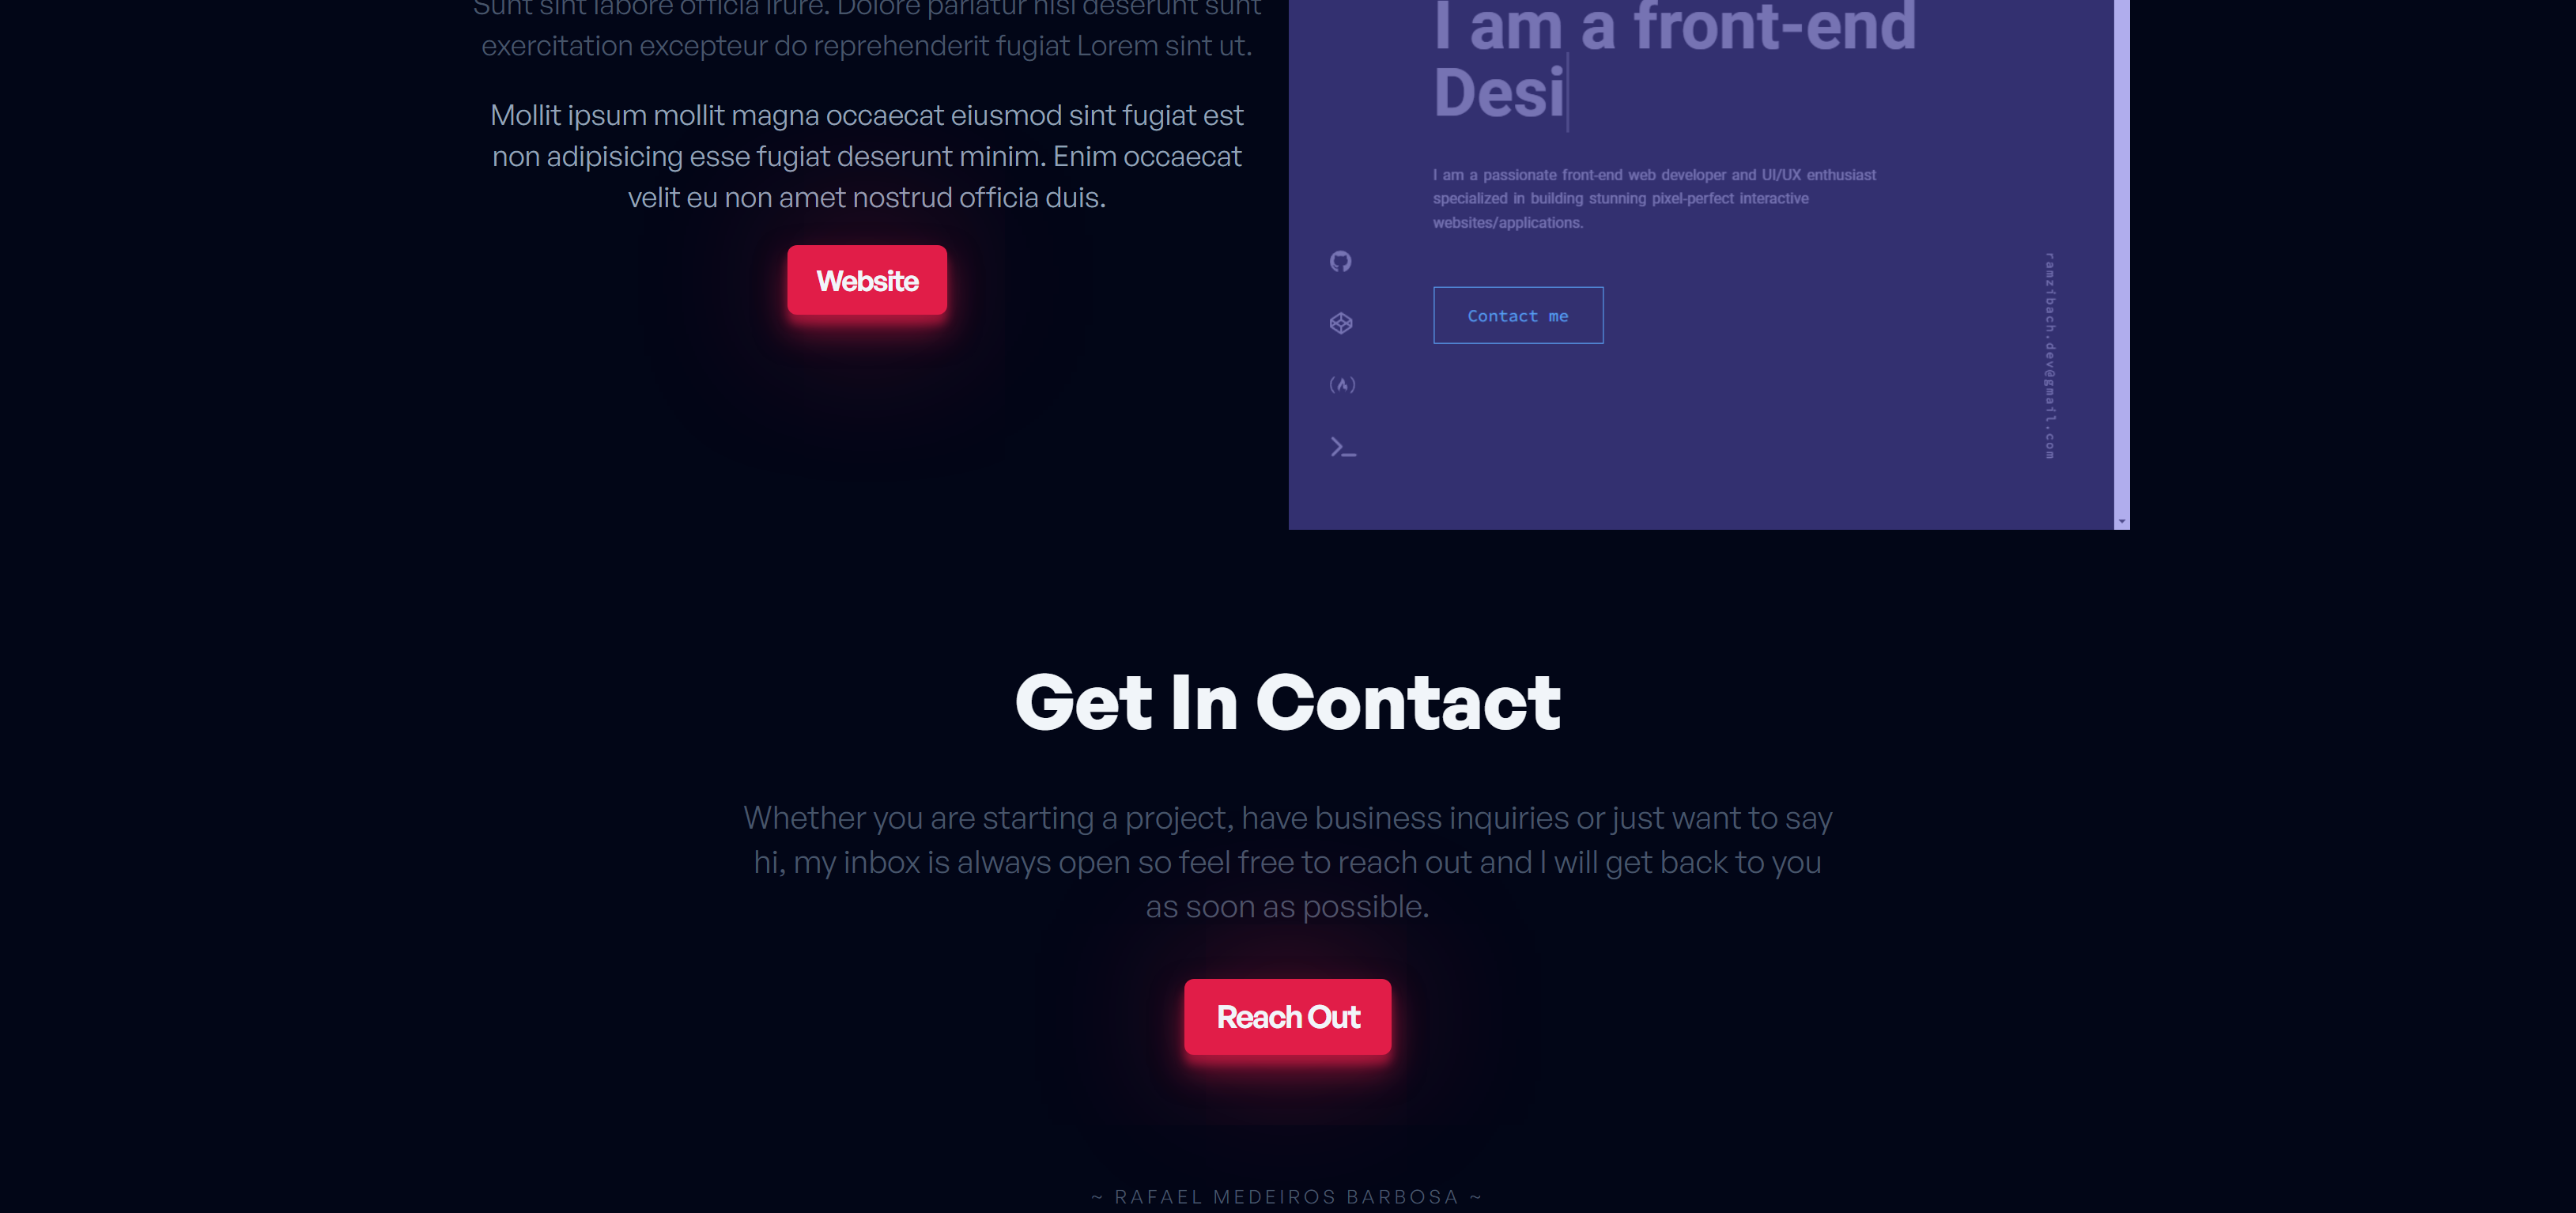 Sunt sint labore officia irure. Dolore pariatur nisi deserunt sunt
exercitation excepteur do reprehenderit fugiat Lorem sint ut.
Mollit ipsum mollit magna occaecat eiusmod sint fugiat est
non adipisicing esse fugiat deserunt minim. Enim occaecat
velit eu non amet nostrud officia duis.
Website
I am a front-end
Desi
I am a passionate front-end web developer and UI/UX enthusiast
specialized in building stunning pixel-perfect interactive
websites/applications.
Contact me
ramzibach.dev@gmail.com
Get In Contact
Whether you are starting a project, have business inquiries or just want to say
hi, my inbox is always open so feel free to reach out and I will get back to you
as soon as possible.
Reach Out
~ RAFAEL MEDEIROS BARBOSA ~